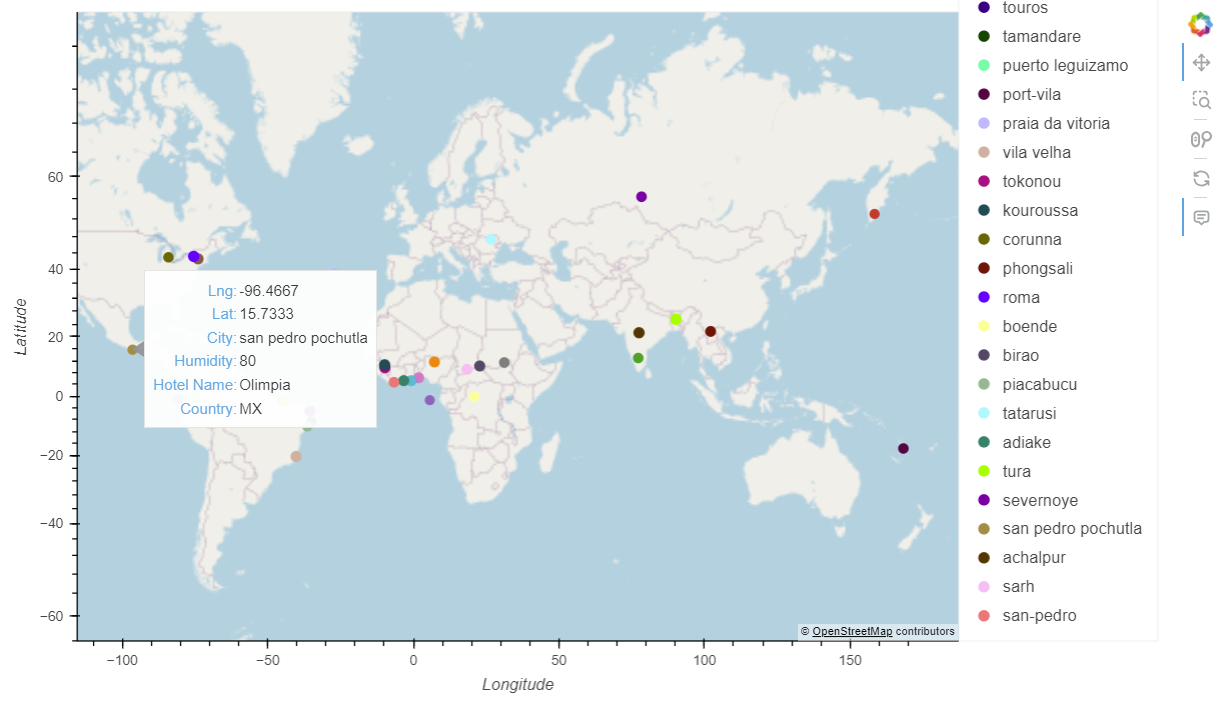 60
40
20
0
−20
−40
−60
Latitude
−100
−50
0
50
100
150
Longitude
Lng: -96.4667
Lat: 15.7333
City: san pedro pochutla
Humidity: 80
Hotel Name: Olimpia
Country: MX
© OpenStreetMap contributors
touros
tamandare
puerto leguizamo
port-vila
praia da vitoria
vila velha
tokonou
kouroussa
corunna
phongsali
roma
boende
birao
piacabucu
tatarusi
adiake
tura
severnoye
san pedro pochutla
achalpur
sarh
san-pedro